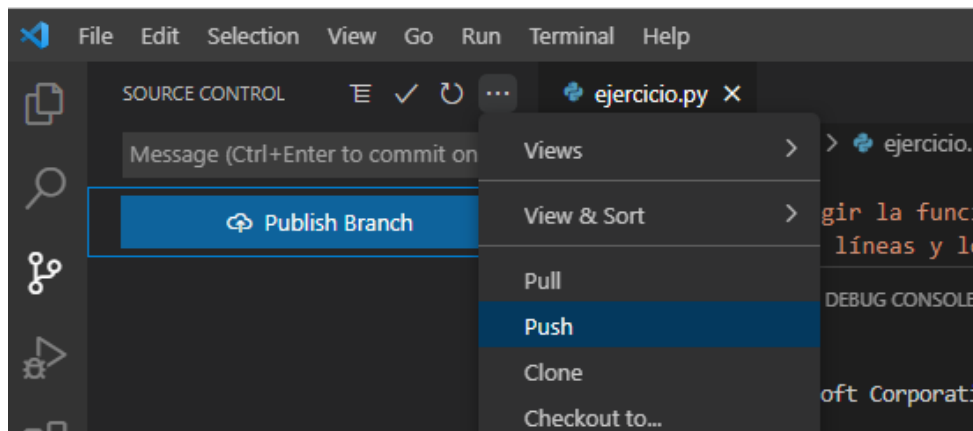 File Edit Selection View Go Run Terminal Help
SOURCE CONTROL
ejercicio.py
Message (Ctrl+Enter to commit on
Publish Branch
Views
View & Sort
Pull
Push
Clone
Checkout to...
ejercicio.
gir la func
líneas y l
DEBUG CONSOLE
oft Corporati